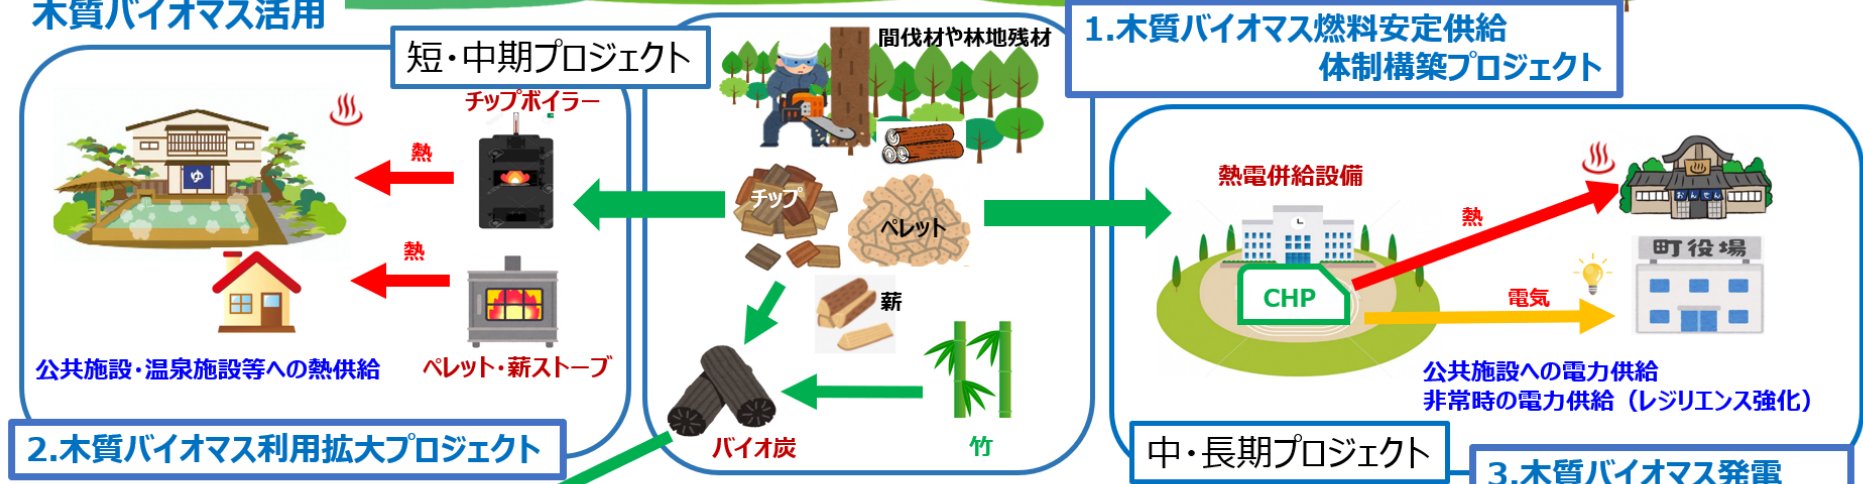 木質バイオマス活用
短・中期プロジェクト
チップボイラー
熱
ゆ
熱
公共施設・温泉施設等への熱供給
ペレット・薪ストーブ
2.木質バイオマス利用拡大プロジェクト
間伐材や林地残材
チップ
ペレット
薪
バイオ炭
竹
1.木質バイオマス燃料安定供給
体制構築プロジェクト
熱電併給設備
CHP
熱
おんせん
町役場
電気
公共施設への電力供給
非常時の電力供給（レジリエンス強化）
中・長期プロジェクト
3.木質バイオマス発電